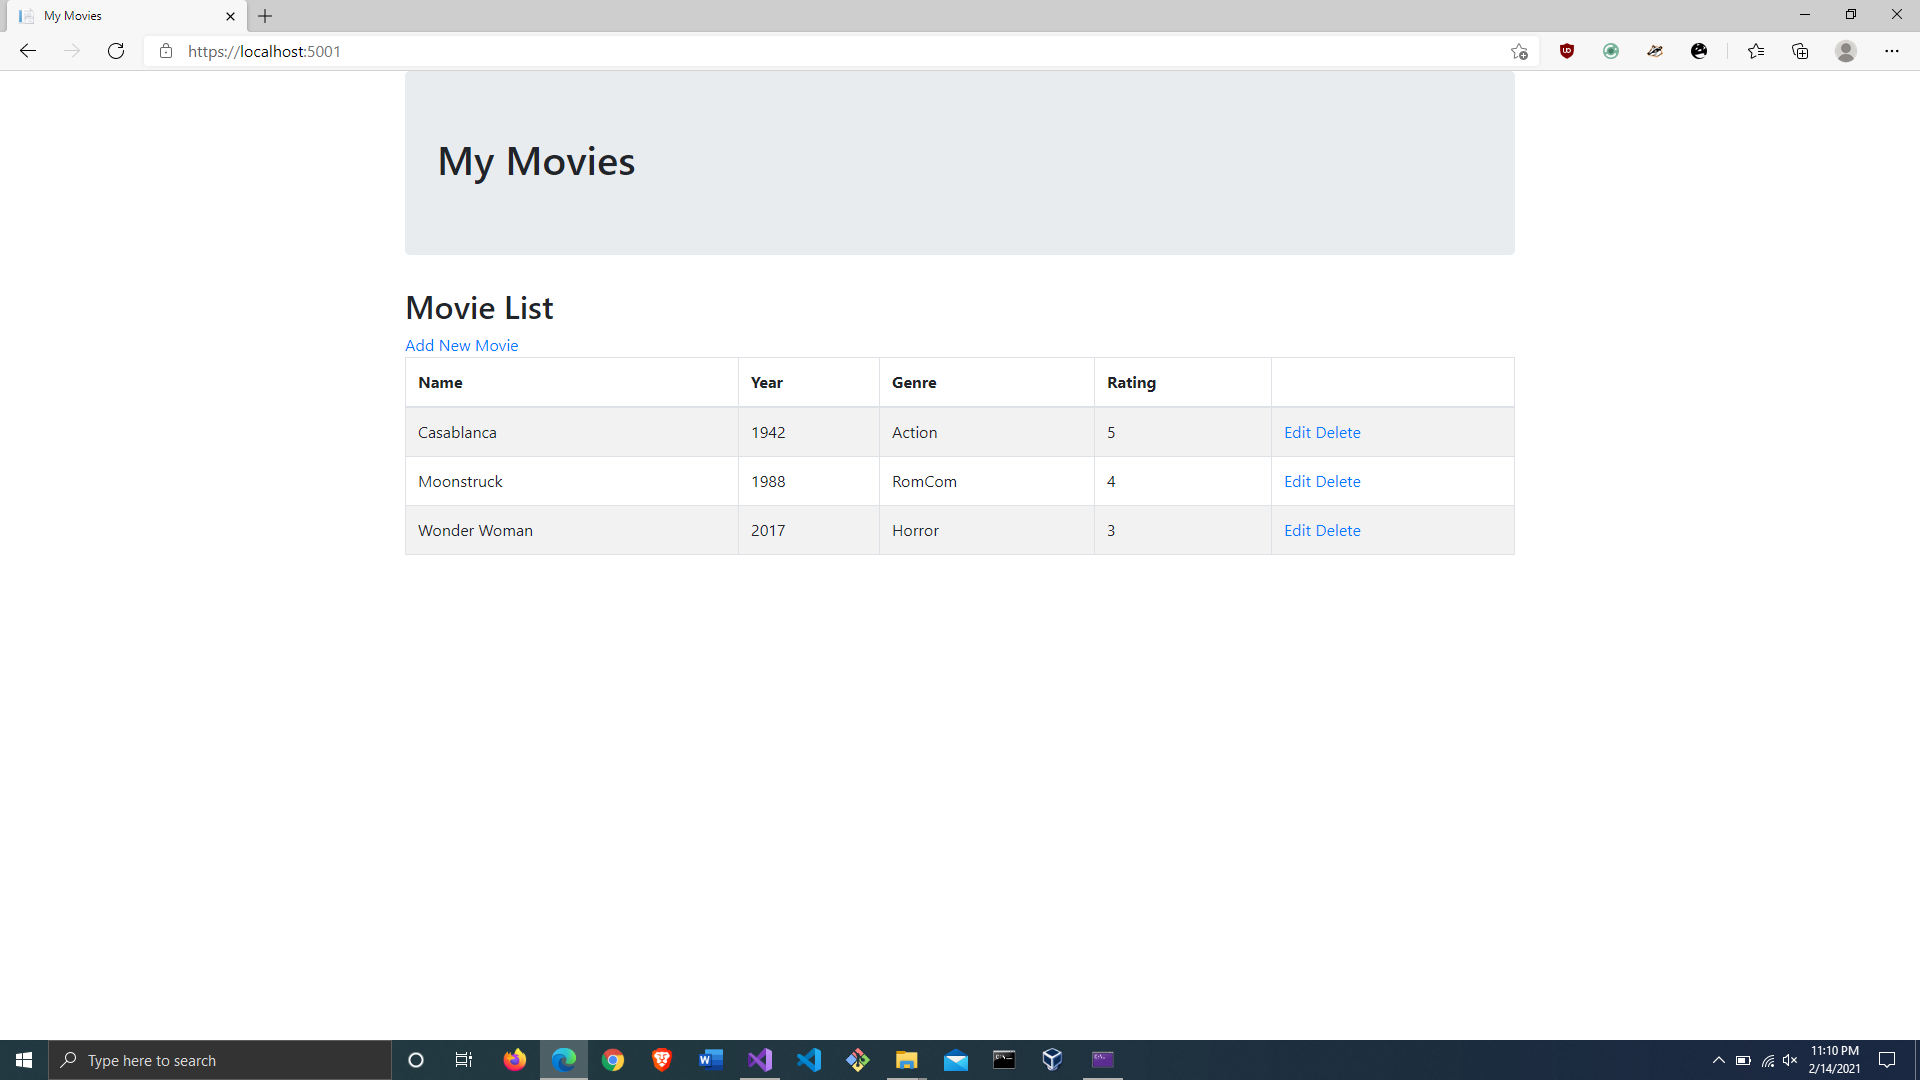 My Movies
https://localhost:5001
My Movies
Movie List
Add New Movie
Name Year Genre Rating
Casablanca 1942 Action 5 Edit Delete
Moonstruck 1988 RomCom 4 Edit Delete
Wonder Woman 2017 Horror 3 Edit Delete
Type here to search
11:10 PM
2/14/2021